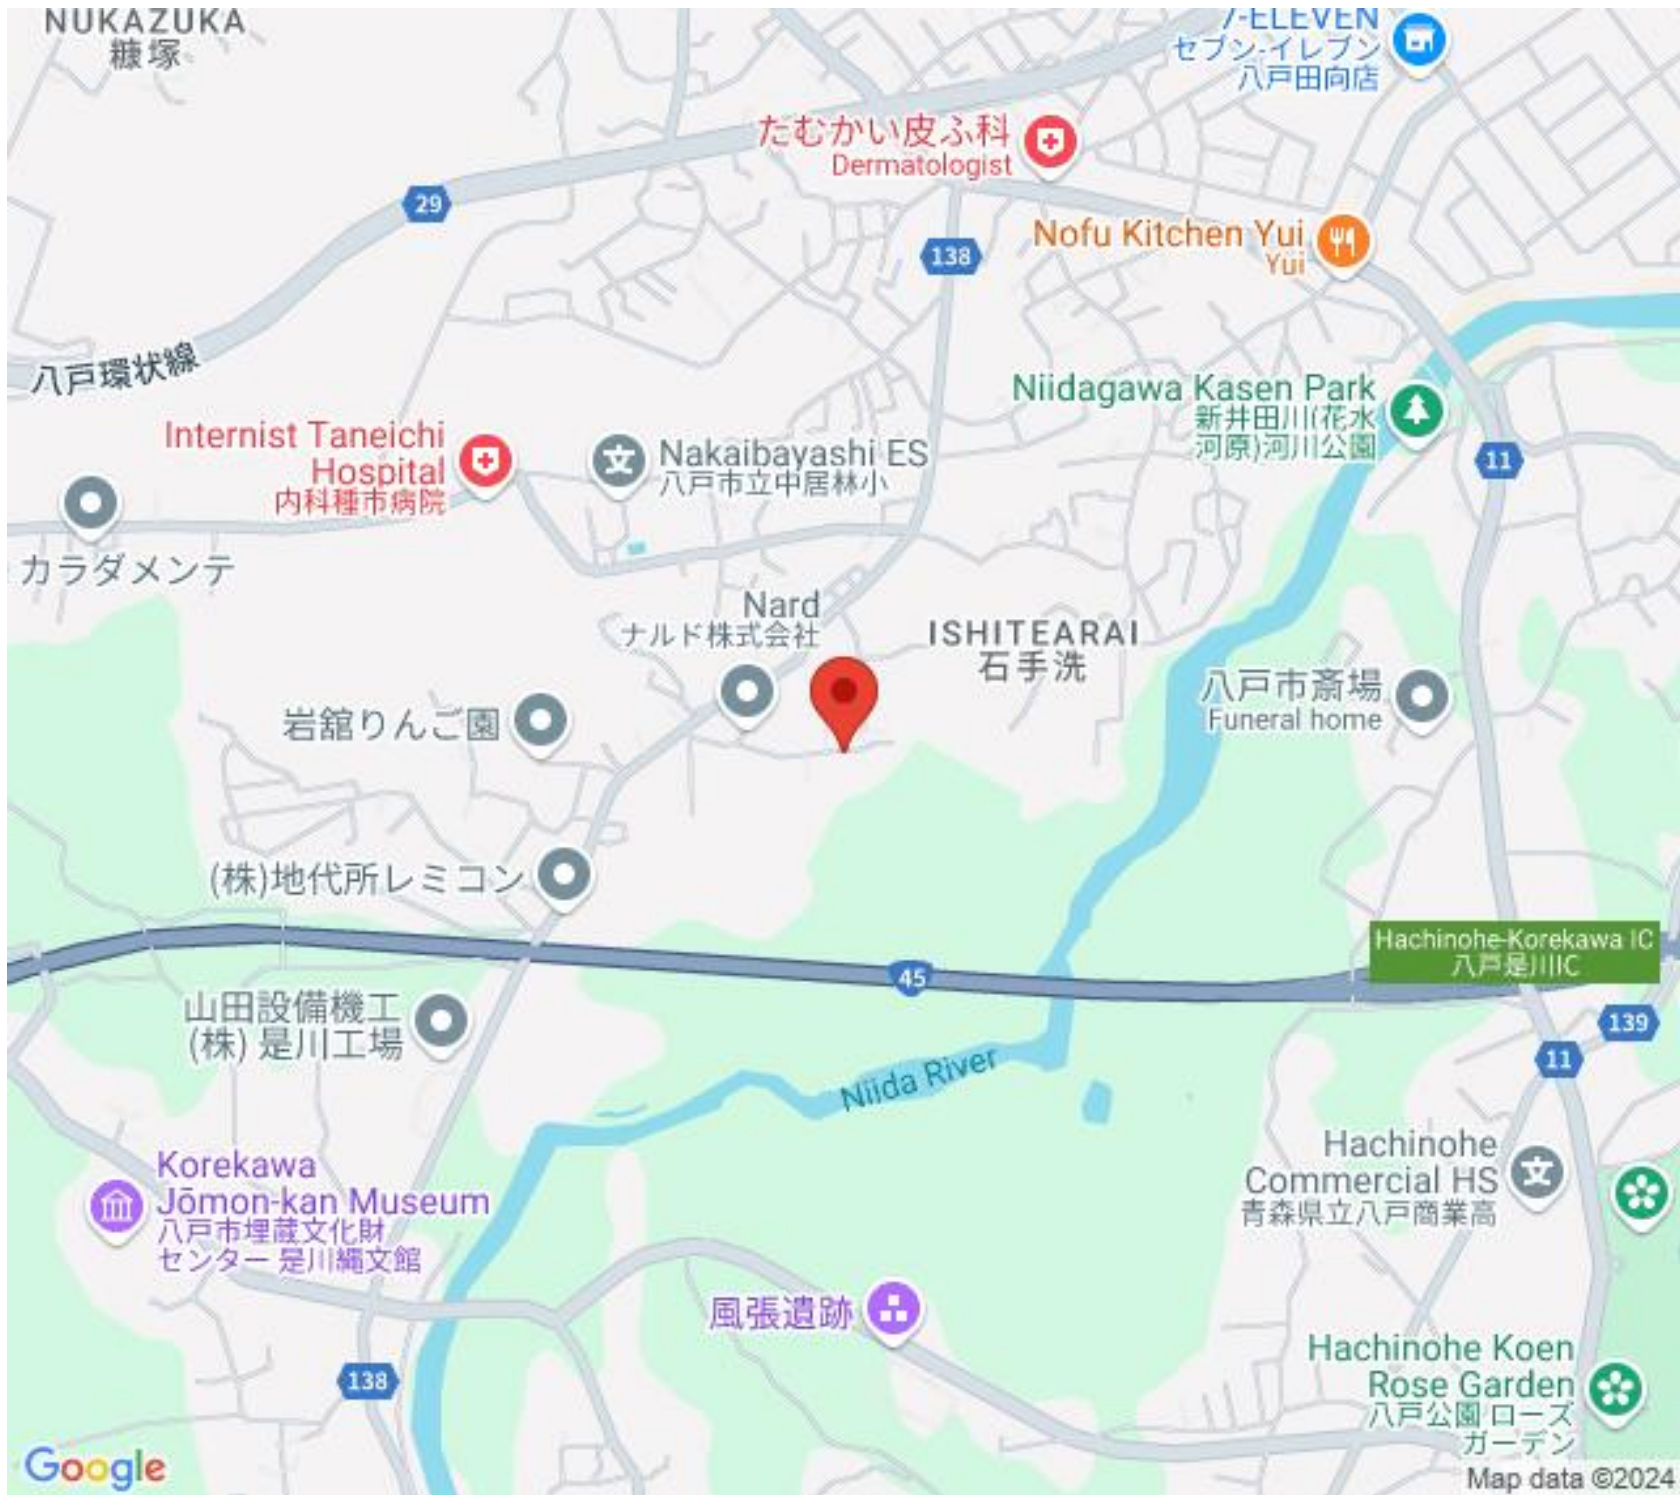 NUKAZUKA
糠塚
7-ELEVEN
セブン-イレブン
八戸田向店
たむかい皮ふ科
Dermatologist
29
138
Nofu Kitchen Yui
Yui
八戸環状線
Niidagawa Kasen Park
新井田川(花水
河原)河川公園
Internist Taneichi
Hospital
内科種市病院
Nakaibayashi ES
八戸市立中居林小
11
カラダメンテ
Nard
ナルド株式会社
ISHITEARAI
石手洗
八戸市斎場
Funeral home
岩舘りんご園
(株)地代所レミコン
Hachinohe-Korekawa IC
八戸是川IC
45
山田設備機工
(株) 是川工場
139
11
Niida River
Hachinohe
Commercial HS
青森県立八戸商業高
Korekawa
Jōmon-kan Museum
八戸市埋蔵文化財
センター 是川縄文館
風張遺跡
138
Hachinohe Koen
Rose Garden
八戸公園 ローズ
ガーデン
Google
Map data ©2024